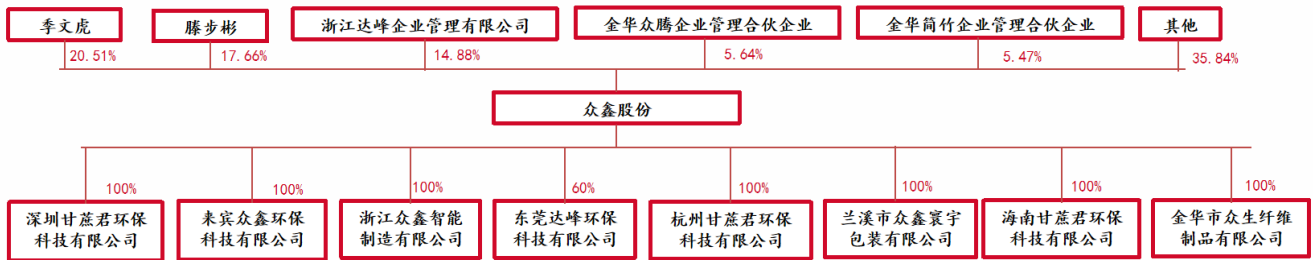 季文虎
滕步彬
浙江达峰企业管理有限公司
金华众腾企业管理合伙企业
金华简竹企业管理合伙企业
其他
20.51%
17.66%
14.88%
5.64%
5.47%
35.84%
众鑫股份
100%
100%
100%
60%
100%
100%
100%
100%
深圳甘蔗君环保
科技有限公司
来宾众鑫环保
科技有限公司
浙江众鑫智能
制造有限公司
东莞达峰环保
科技有限公司
杭州甘蔗君环保
科技有限公司
兰溪市众鑫寰宇
包装有限公司
海南甘蔗君环保
科技有限公司
金华市众生纤维
制品有限公司